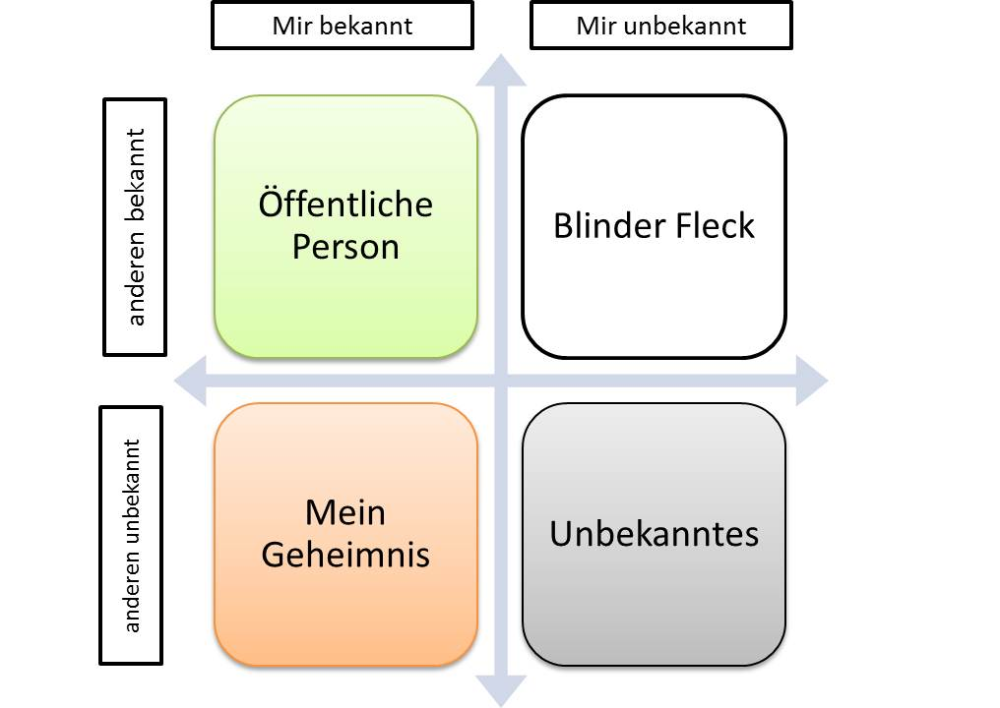 Mir bekannt
Mir unbekannt
anderen bekannt
Öffentliche
Person
Blinder Fleck
anderen unbekannt
Mein
Geheimnis
Unbekanntes